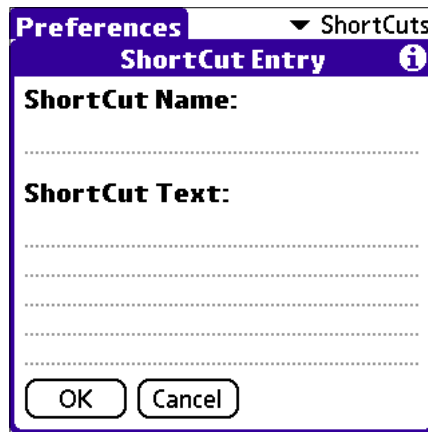 Preferences ShortCuts
ShortCut Entry
ShortCut Name:
ShortCut Text:
OK Cancel